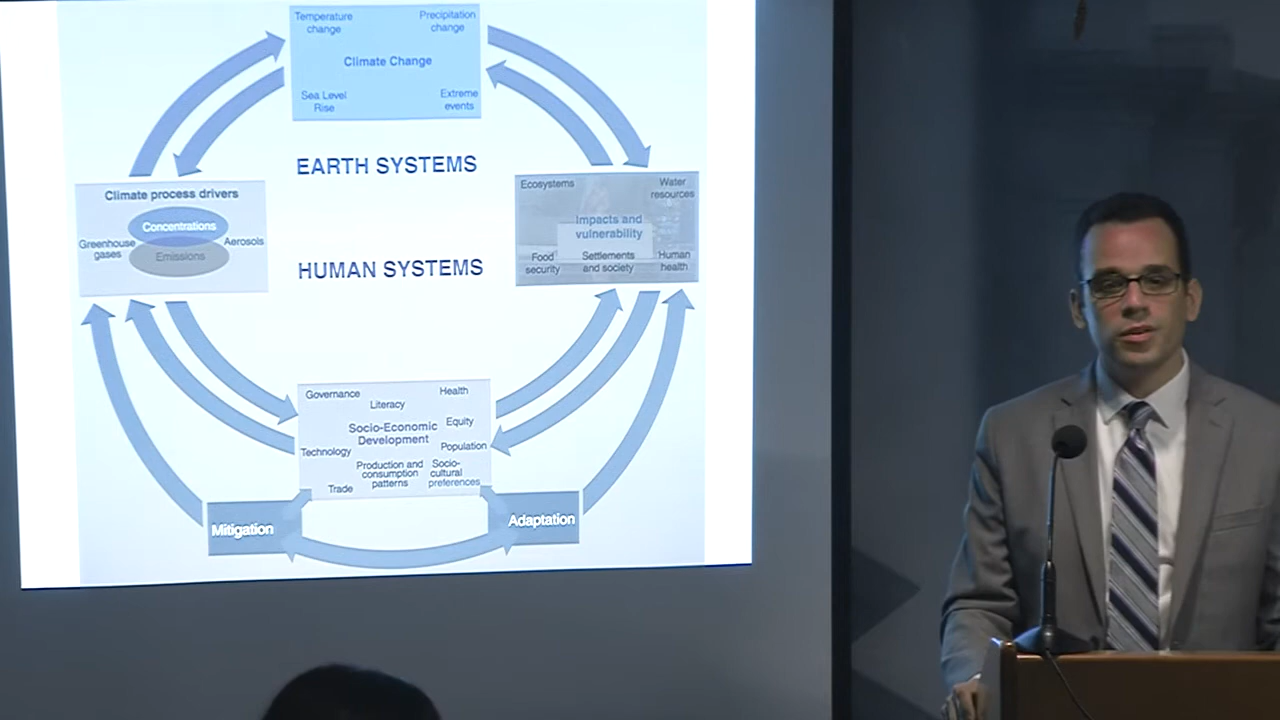 Temperature
change
Precipitation
change
Climate Change
Sea Level
Rise
Extreme
events
EARTH SYSTEMS
Climate process drivers
Concentrations
Greenhouse
gases
Aerosols
Emissions
Ecosystems
Water
resources
Impacts and
vulnerability
Food
security
Settlements
and society
Human
health
HUMAN SYSTEMS
Governance
Literacy
Health
Socio-Economic
Development
Equity
Technology
Population
Production and
consumption
patterns
Socio-
cultural
preferences
Trade
Mitigation
Adaptation